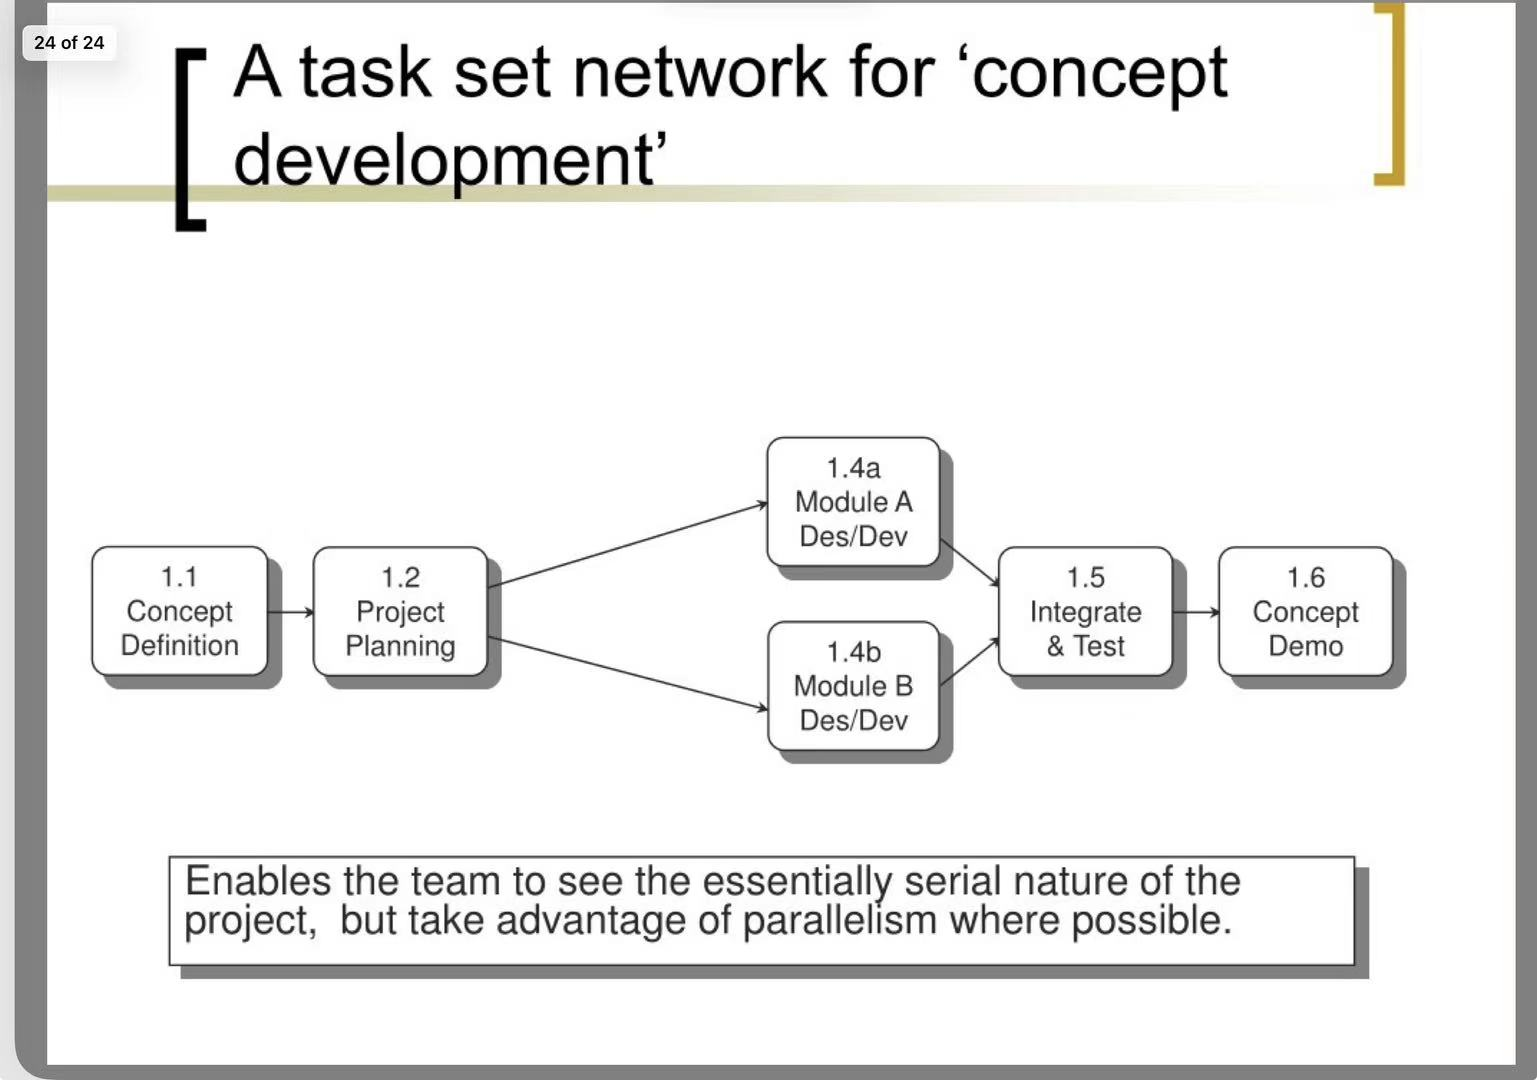 24 of 24
A task set network for ‘concept
development’
1.1
Concept
Definition
1.2
Project
Planning
1.4a
Module A
Des/Dev
1.4b
Module B
Des/Dev
1.5
Integrate
& Test
1.6
Concept
Demo
Enables the team to see the essentially serial nature of the
project,  but take advantage of parallelism where possible.